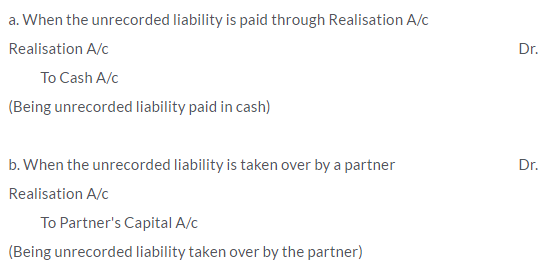 a. When the unrecorded liability is paid through Realisation A/c
Realisation A/c Dr.
To Cash A/c
(Being unrecorded liability paid in cash)
b. When the unrecorded liability is taken over by a partner Dr.
Realisation A/c
To Partner's Capital A/c
(Being unrecorded liability taken over by the partner)